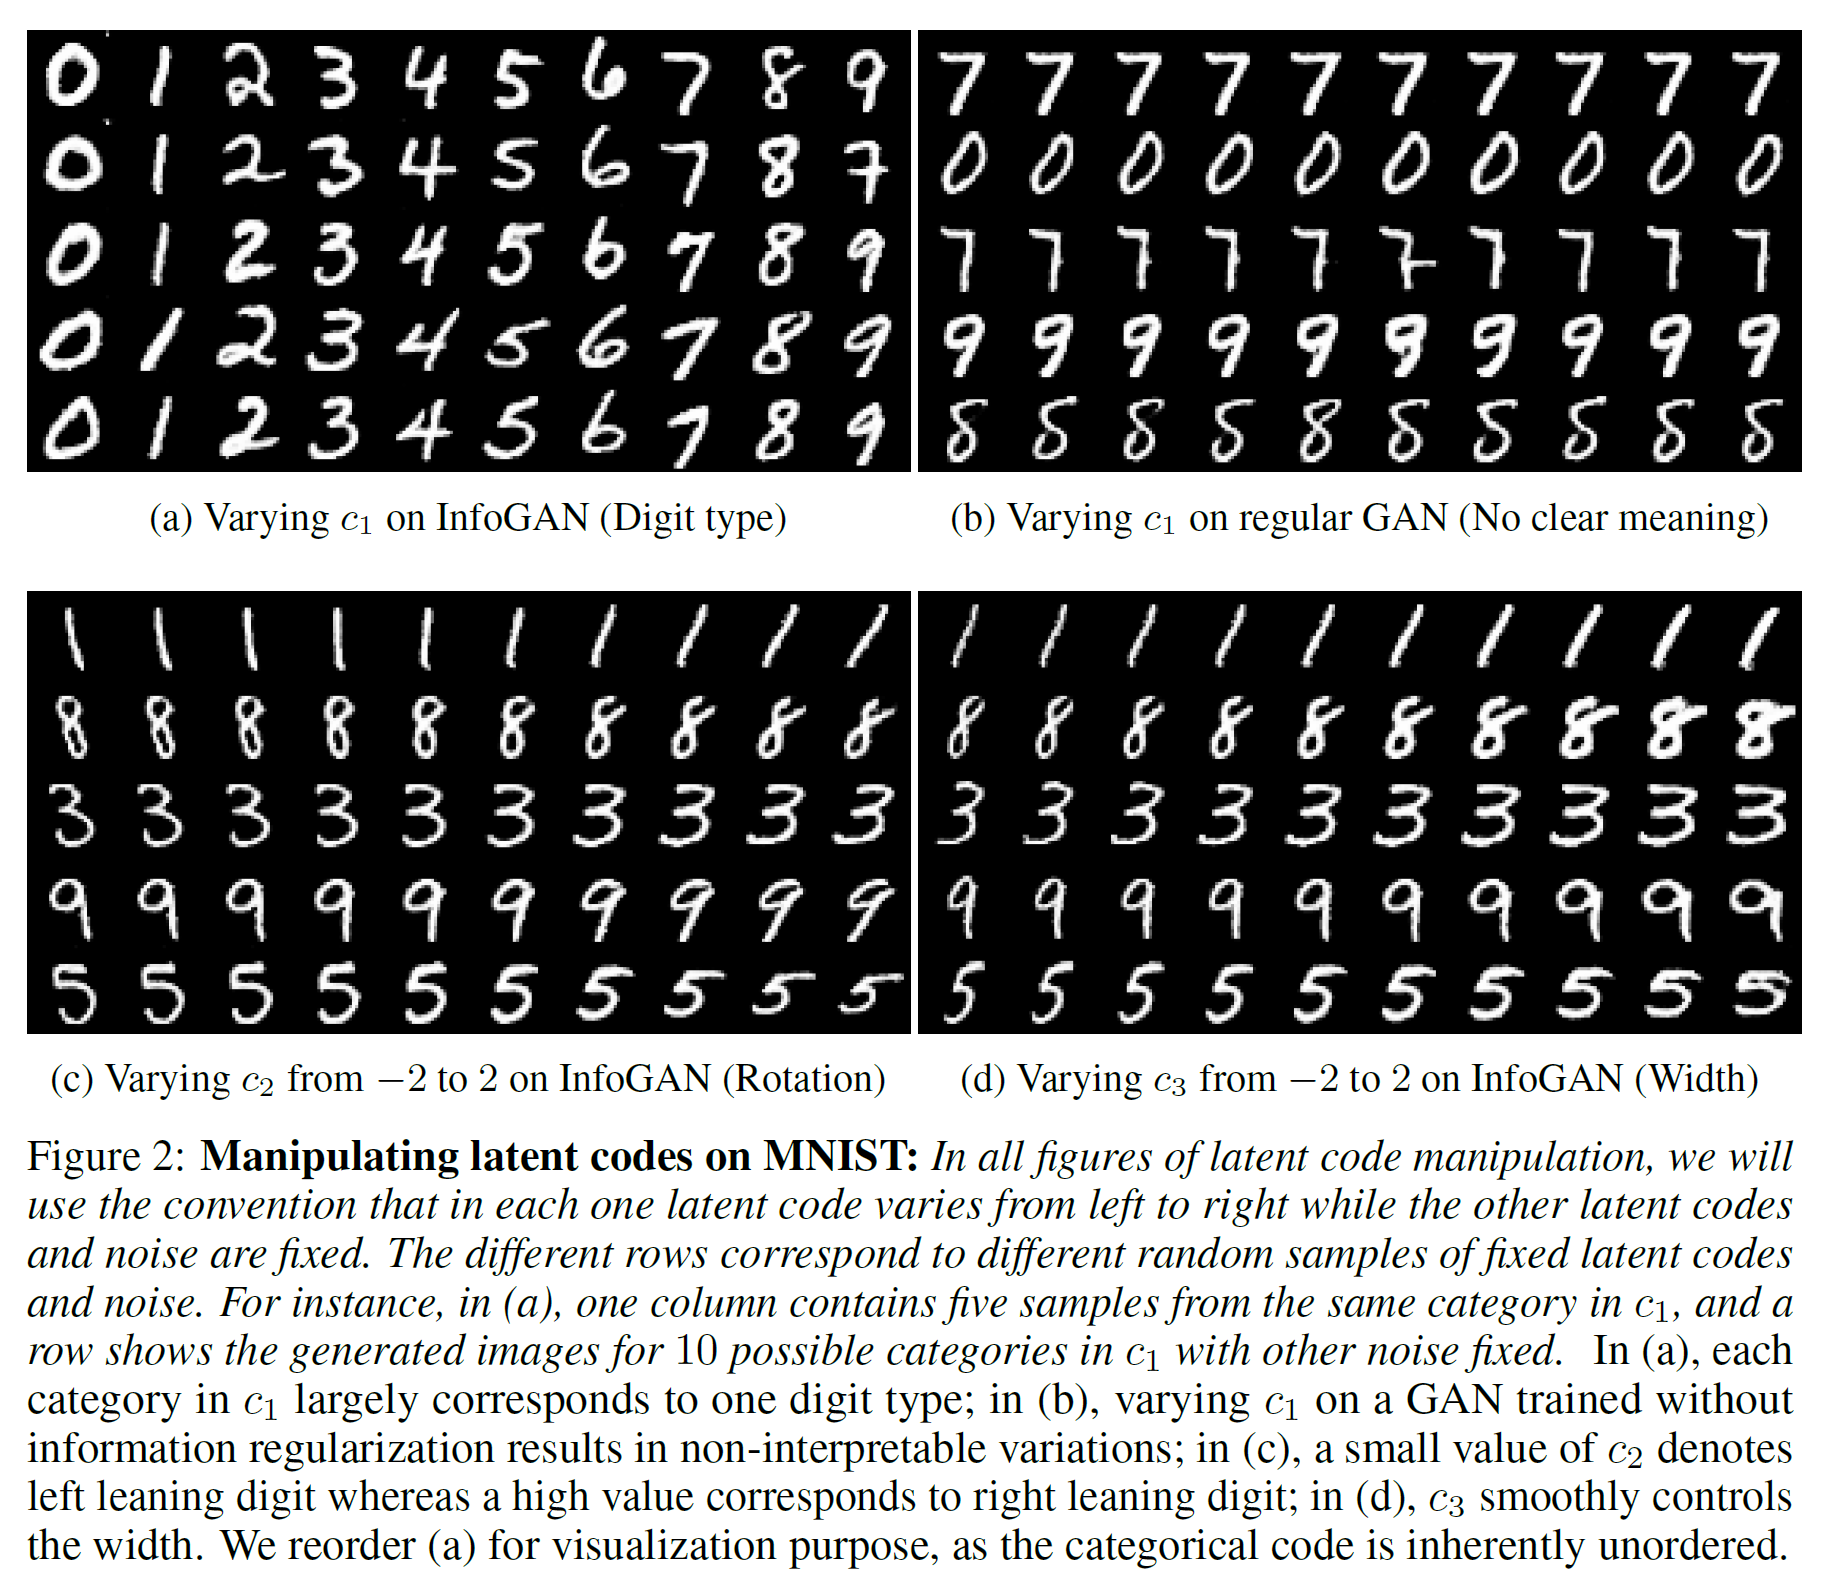 0 1 2 3 4 5 6 7 8 9
0 1 2 3 4 5 6 7 8 7
0 1 2 3 4 5 6 7 8 9
0 1 2 3 4 5 6 7 8 9
0 1 2 3 4 5 6 7 8 9
(a) Varying c₁ on InfoGAN (Digit type)
7 7 7 7 7 7 7 7 7 7
0 0 0 0 0 0 0 0 0 0
7 7 7 7 7 7 7 7 7 7
9 9 9 9 9 9 9 9 9 9
8 8 8 8 8 8 8 8 8 8
(b) Varying c₁ on regular GAN (No clear meaning)
1 1 1 1 1 1 1 1 1 1
8 8 8 8 8 8 8 8 8 8
3 3 3 3 3 3 3 3 3 3
9 9 9 9 9 9 9 9 9 9
5 5 5 5 5 5 5 5 5 5
(c) Varying c₂ from −2 to 2 on InfoGAN (Rotation)
1 1 1 1 1 1 1 1 1 1
8 8 8 8 8 8 8 8 8 8
3 3 3 3 3 3 3 3 3 3
9 9 9 9 9 9 9 9 9 9
5 5 5 5 5 5 5 5 5 5
(d) Varying c₃ from −2 to 2 on InfoGAN (Width)
Figure 2: Manipulating latent codes on MNIST: In all figures of latent code manipulation, we will
use the convention that in each one latent code varies from left to right while the other latent codes
and noise are fixed. The different rows correspond to different random samples of fixed latent codes
and noise. For instance, in (a), one column contains five samples from the same category in c₁, and a
row shows the generated images for 10 possible categories in c₁ with other noise fixed. In (a), each
category in c₁ largely corresponds to one digit type; in (b), varying c₁ on a GAN trained without
information regularization results in non-interpretable variations; in (c), a small value of c₂ denotes
left leaning digit whereas a high value corresponds to right leaning digit; in (d), c₃ smoothly controls
the width. We reorder (a) for visualization purpose, as the categorical code is inherently unordered.